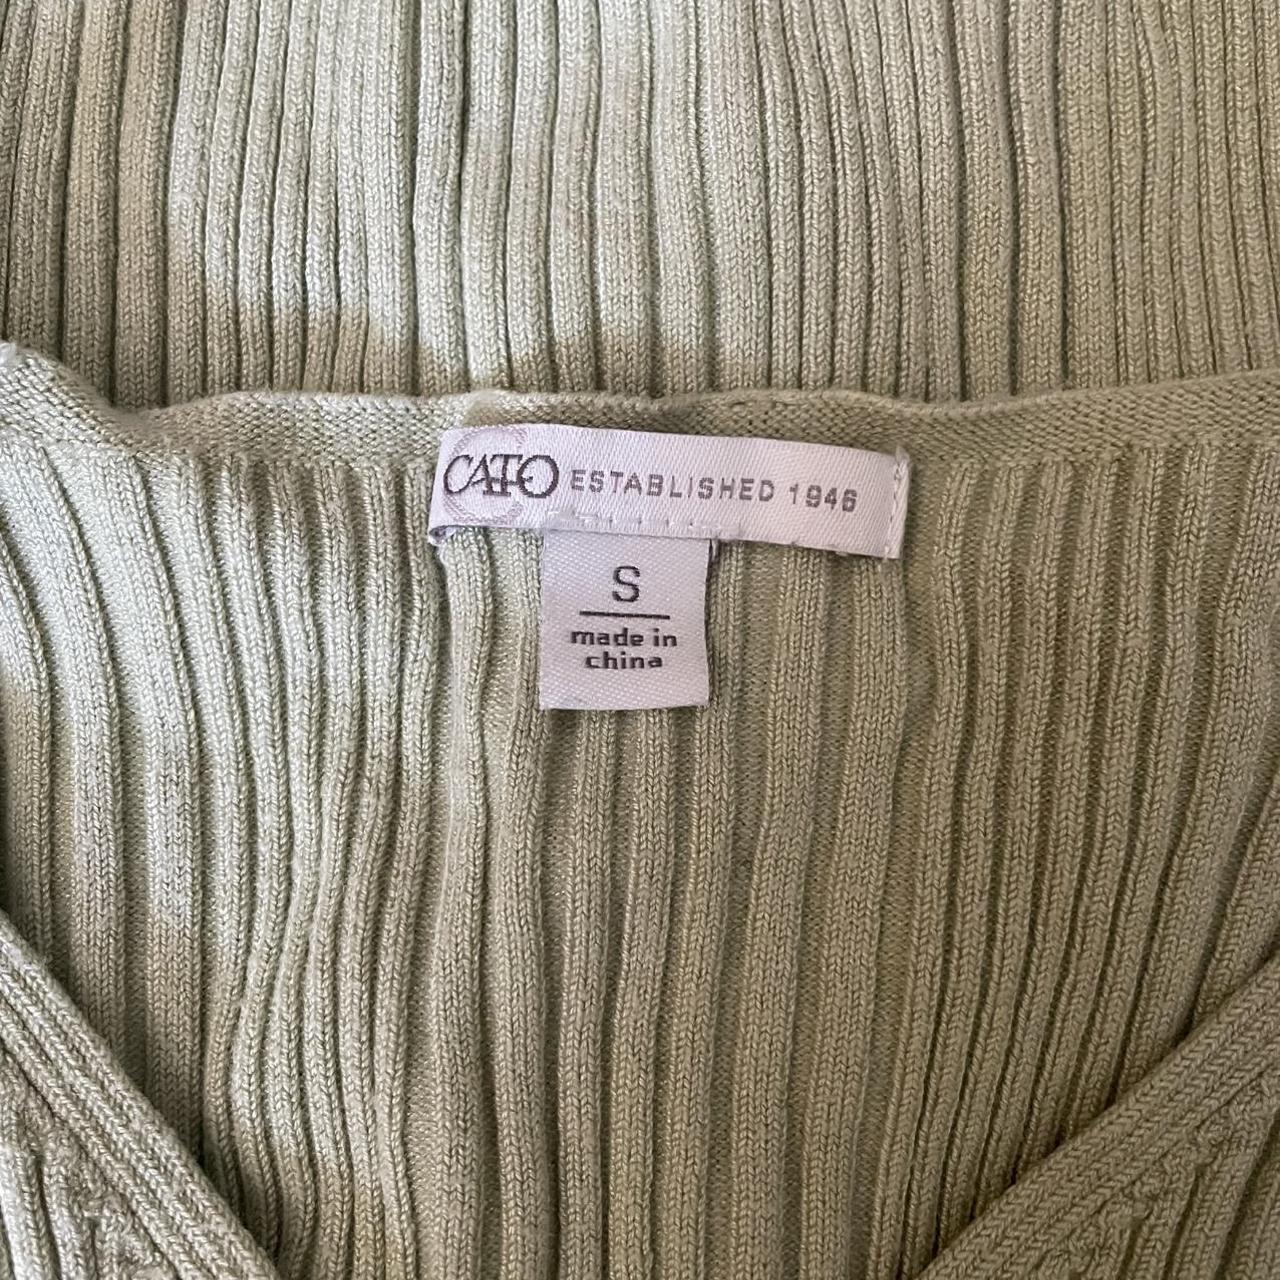 CATO ESTABLISHED 1946
S
made in
china